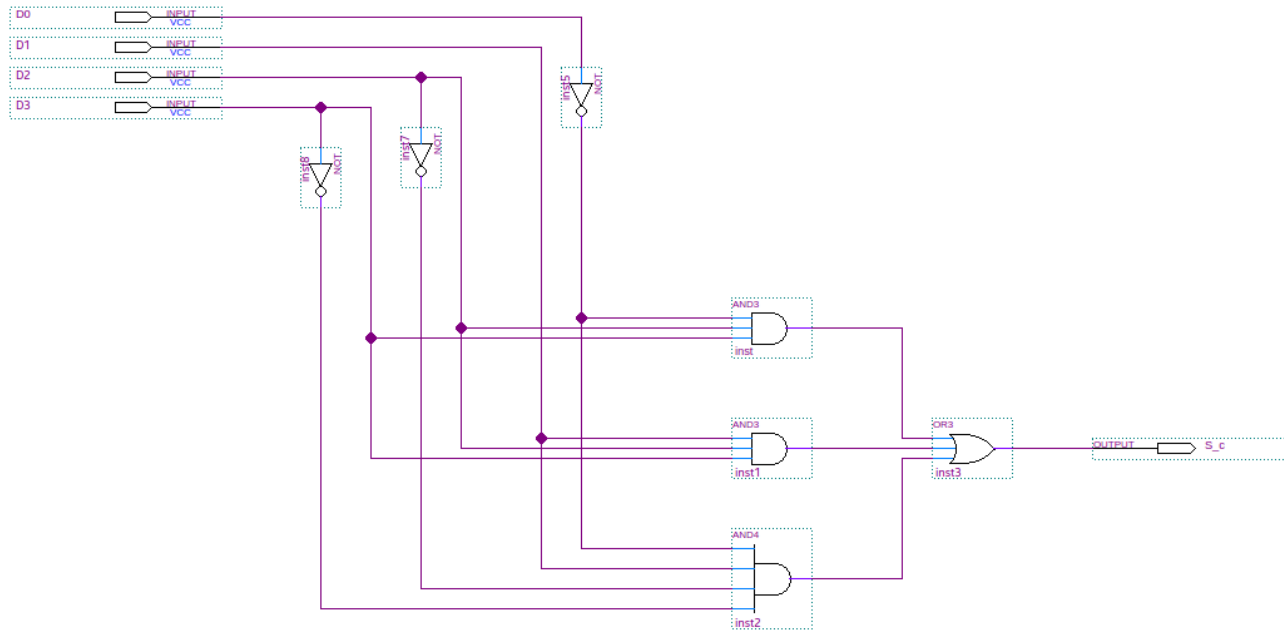 D0
INPUT
VCC
D1
INPUT
VCC
D2
INPUT
VCC
D3
INPUT
VCC
inst5
NOT
inst7
NOT
inst8
NOT
AND3
inst
AND3
inst1
OR3
inst3
OUTPUT
S_c
AND4
inst2